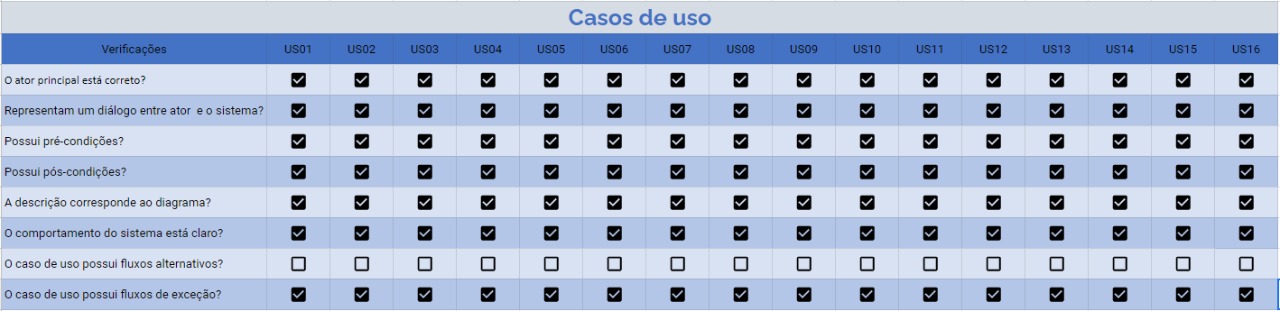 Casos de uso
Verificações US01 US02 US03 US04 US05 US06 US07 US08 US09 US10 US11 US12 US13 US14 US15 US16
O ator principal está correto?
Representam um diálogo entre ator e o sistema?
Possui pré-condições?
Possui pós-condições?
A descrição corresponde ao diagrama?
O comportamento do sistema está claro?
O caso de uso possui fluxos alternativos?
O caso de uso possui fluxos de exceção?